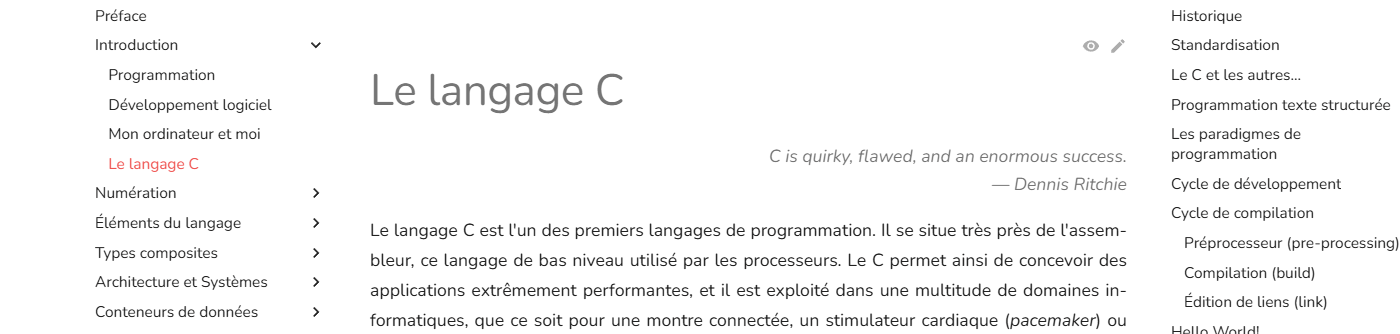 Préface
Introduction
Programmation
Développement logiciel
Mon ordinateur et moi
Le langage C
Numération
Éléments du langage
Types composites
Architecture et Systèmes
Conteneurs de données
Le langage C
C is quirky, flawed, and an enormous success.
— Dennis Ritchie
Le langage C est l'un des premiers langages de programmation. Il se situe très près de l'assem-
bleur, ce langage de bas niveau utilisé par les processeurs. Le C permet ainsi de concevoir des
applications extrêmement performantes, et il est exploité dans une multitude de domaines in-
formatiques, que ce soit pour une montre connectée, un stimulateur cardiaque (pacemaker) ou
Historique
Standardisation
Le C et les autres...
Programmation texte structurée
Les paradigmes de
programmation
Cycle de développement
Cycle de compilation
Préprocesseur (pre-processing)
Compilation (build)
Édition de liens (link)
Hello World!